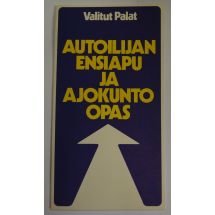 Valitut Palat
AUTOILIJAN
ENSIAPU
JA
AJOKUNTO
OPAS